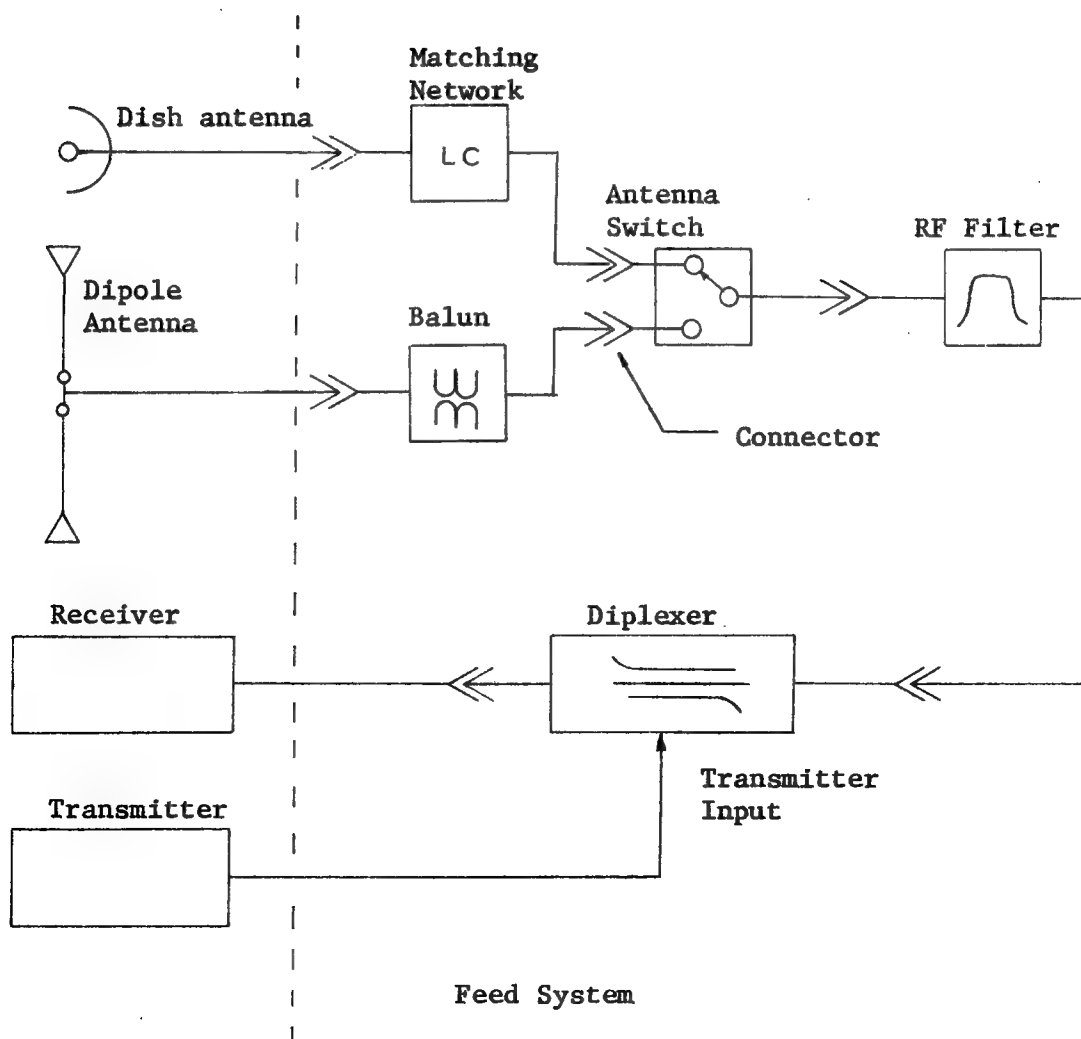 Matching
Network
Dish antenna
LC
Antenna
Switch
RF Filter
Dipole
Antenna
Balun
Connector
Receiver
Diplexer
Transmitter
Input
Transmitter
Feed System